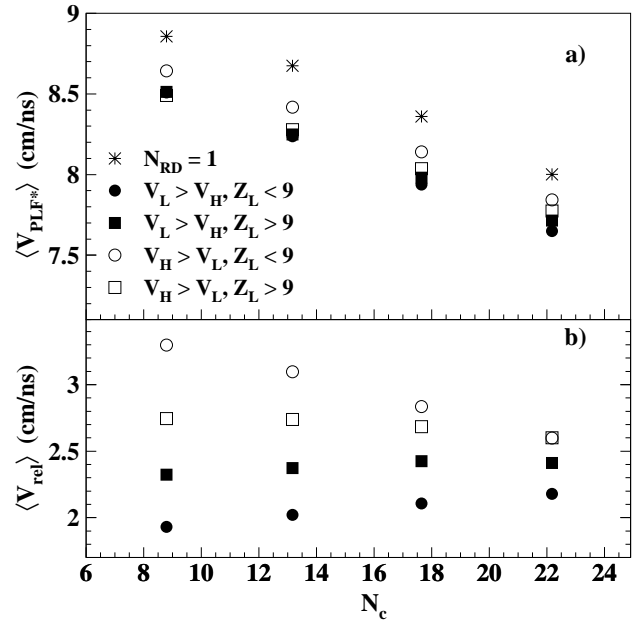 9
a)
8.5
⟨V_PLF*⟩ (cm/ns)
N_RD = 1
8
V_L > V_H, Z_L < 9
V_L > V_H, Z_L > 9
7.5
V_H > V_L, Z_L < 9
V_H > V_L, Z_L > 9
b)
3
⟨V_rel⟩ (cm/ns)
2.5
2
6 8 10 12 14 16 18 20 22 24
N_c